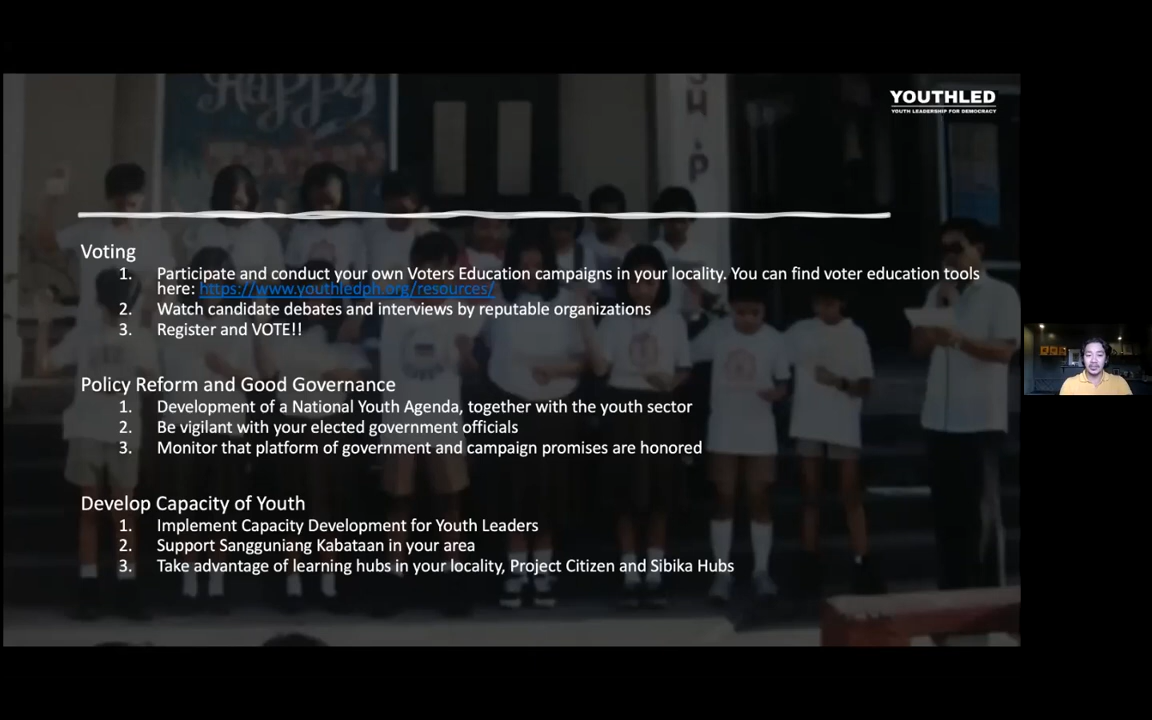 Happy
SH
iP
YOUTHLED
YOUTH LEADERSHIP FOR DEMOCRACY
Voting
1. Participate and conduct your own Voters Education campaigns in your locality. You can find voter education tools
here: https://www.youthledph.org/resources/
2. Watch candidate debates and interviews by reputable organizations
3. Register and VOTE!!
Policy Reform and Good Governance
1. Development of a National Youth Agenda, together with the youth sector
2. Be vigilant with your elected government officials
3. Monitor that platform of government and campaign promises are honored
Develop Capacity of Youth
1. Implement Capacity Development for Youth Leaders
2. Support Sangguniang Kabataan in your area
3. Take advantage of learning hubs in your locality, Project Citizen and Sibika Hubs